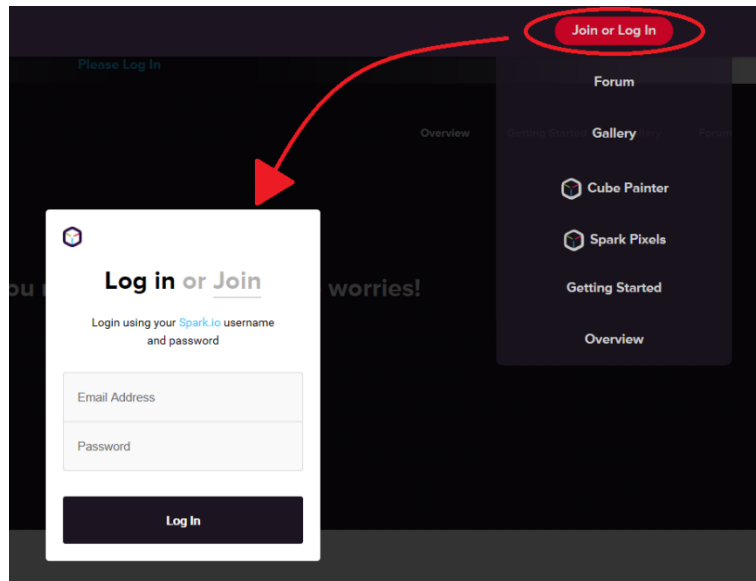 Join or Log In
Please Log In
Forum
Overview
Gallery
Cube Painter
Spark Pixels
Getting Started
Overview
worries!
Log in or Join
Login using your Spark.io username
and password
Email Address
Password
Log In